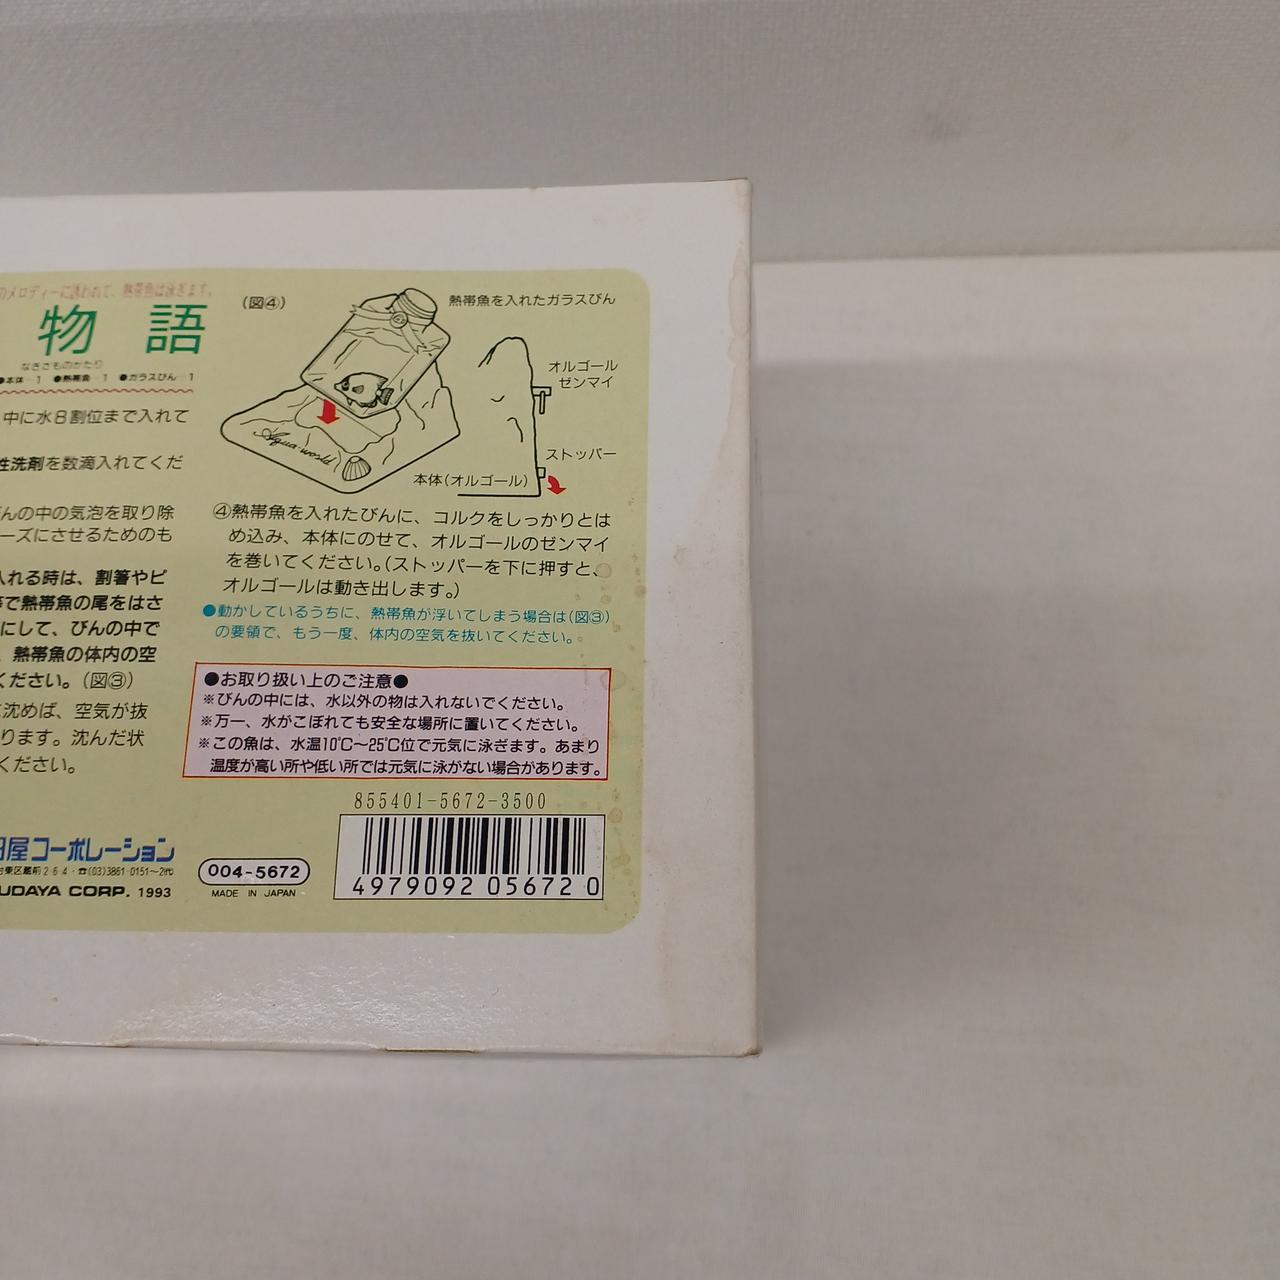 のメロディーに誘われて、熱帯魚は泳ぎます。
物語
なぎさものがたり
●本体…1 ●熱帯魚…1 ●ガラスびん…1
中に水8割位まで入れて
性洗剤を数滴入れてくだ
んの中の気泡を取り除
ーズにさせるためのも
入れる時は、割箸やピ
で熱帯魚の尾をはさ
にして、びんの中で
、熱帯魚の体内の空
ください。(図③)
沈めば、空気が抜
ります。沈んだ状
ください。
(図④)
熱帯魚を入れたガラスびん
オルゴール
ゼンマイ
ストッパー
Aqua-world
本体(オルゴール)
④熱帯魚を入れたびんに、コルクをしっかりとは
め込み、本体にのせて、オルゴールのゼンマイ
を巻いてください。(ストッパーを下に押すと、
オルゴールは動き出します。)
●動かしているうちに、熱帯魚が浮いてしまう場合は(図③)
の要領で、もう一度、体内の空気を抜いてください。
●お取り扱い上のご注意●
※びんの中には、水以外の物は入れないでください。
※万一、水がこぼれても安全な場所に置いてください。
※この魚は、水温10℃〜25℃位で元気に泳ぎます。あまり
温度が高い所や低い所では元気に泳がない場合があります。
855401-5672-3500
4979092 05672 0
屋コーポレーション
台東区蔵前2-6-4・☎(03)3861-0151〜2代
UDAYA CORP. 1993
004-5672
MADE IN JAPAN